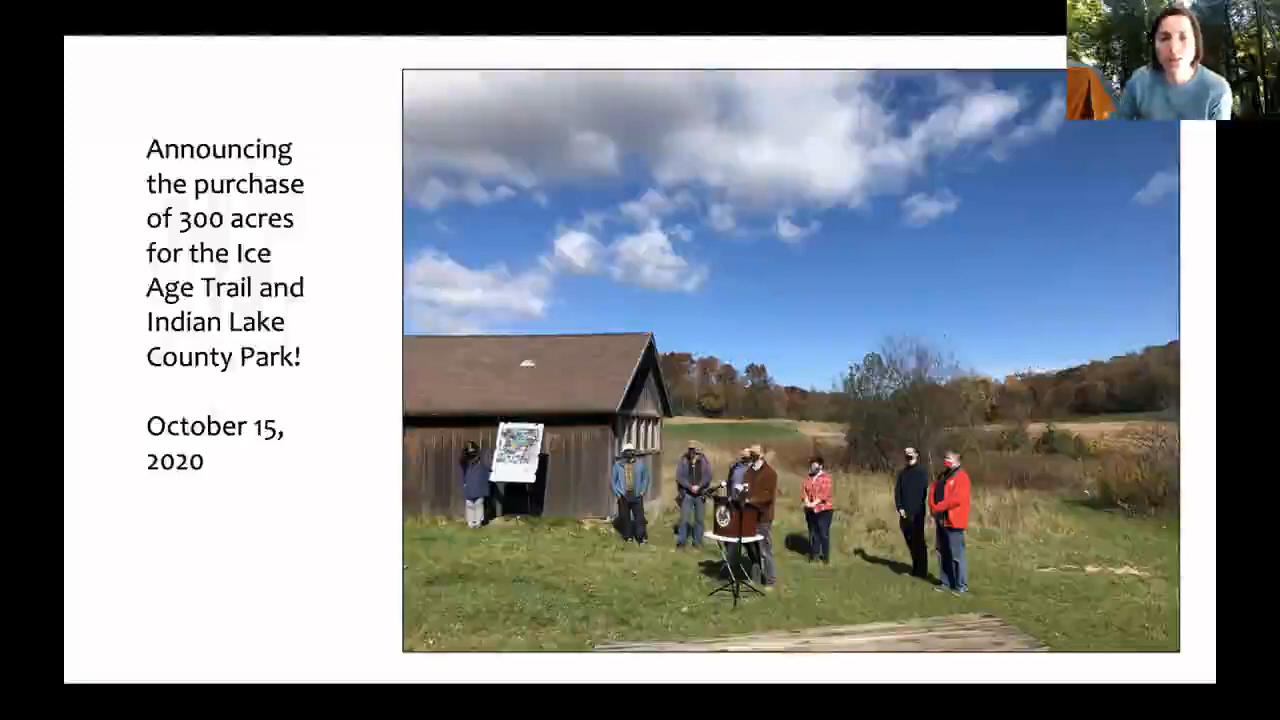 Announcing
the purchase
of 300 acres
for the Ice
Age Trail and
Indian Lake
County Park!
October 15,
2020